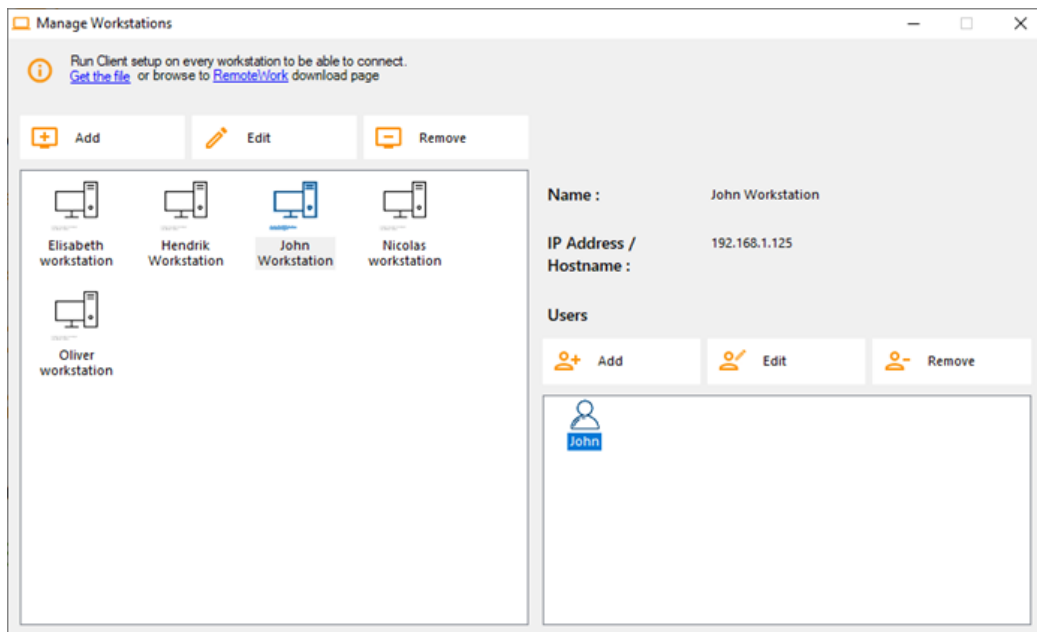 Manage Workstations
Run Client setup on every workstation to be able to connect.
Get the file or browse to RemoteWork download page
Add
Edit
Remove
Elisabeth
workstation
Hendrik
Workstation
John
Workstation
Nicolas
workstation
Oliver
workstation
Name :
John Workstation
IP Address /
Hostname :
192.168.1.125
Users
Add
Edit
Remove
John